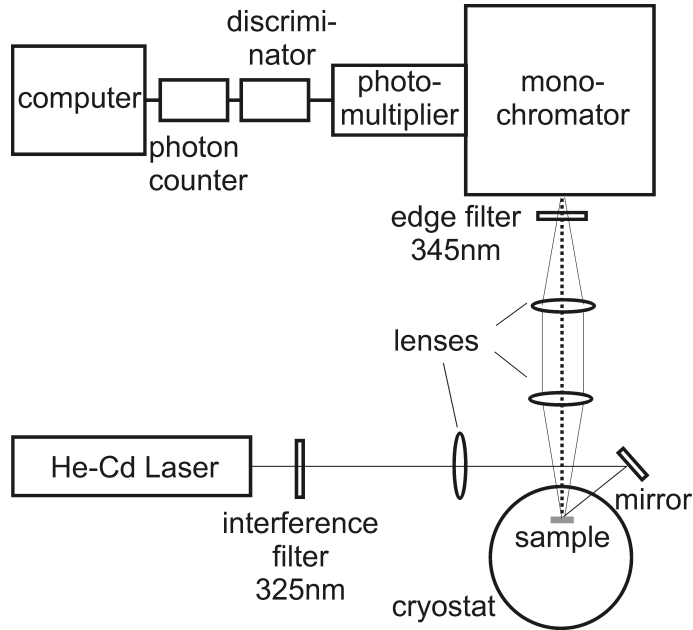 discrimi-
nator
computer
photo-
multiplier
mono-
chromator
photon
counter
edge filter
345nm
lenses
He-Cd Laser
interference
filter
325nm
mirror
sample
cryostat